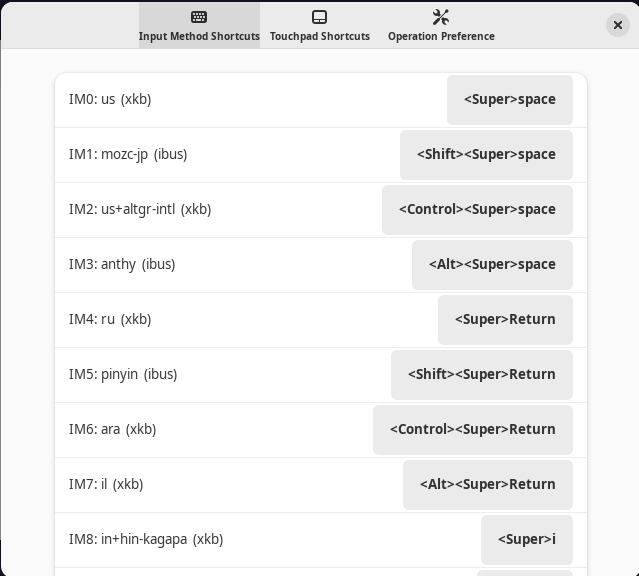 Input Method Shortcuts Touchpad Shortcuts Operation Preference
IM0: us (xkb) <Super>space
IM1: mozc-jp (ibus) <Shift><Super>space
IM2: us+altgr-intl (xkb) <Control><Super>space
IM3: anthy (ibus) <Alt><Super>space
IM4: ru (xkb) <Super>Return
IM5: pinyin (ibus) <Shift><Super>Return
IM6: ara (xkb) <Control><Super>Return
IM7: il (xkb) <Alt><Super>Return
IM8: in+hin-kagapa (xkb) <Super>i